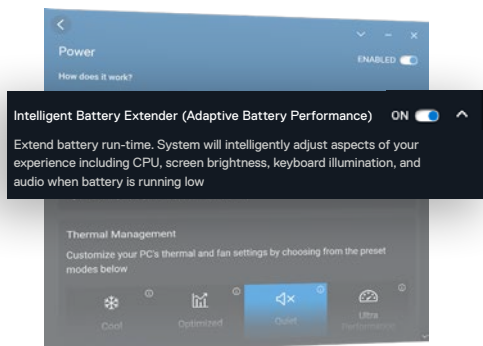 Power
ENABLED
How does it work?
Intelligent Battery Extender (Adaptive Battery Performance) ON
Extend battery run-time. System will intelligently adjust aspects of your
experience including CPU, screen brightness, keyboard illumination, and
audio when battery is running low
Thermal Management
Customize your PC's thermal and fan settings by choosing from the preset
modes below
Cool
Optimized
Quiet
Ultra
Performance